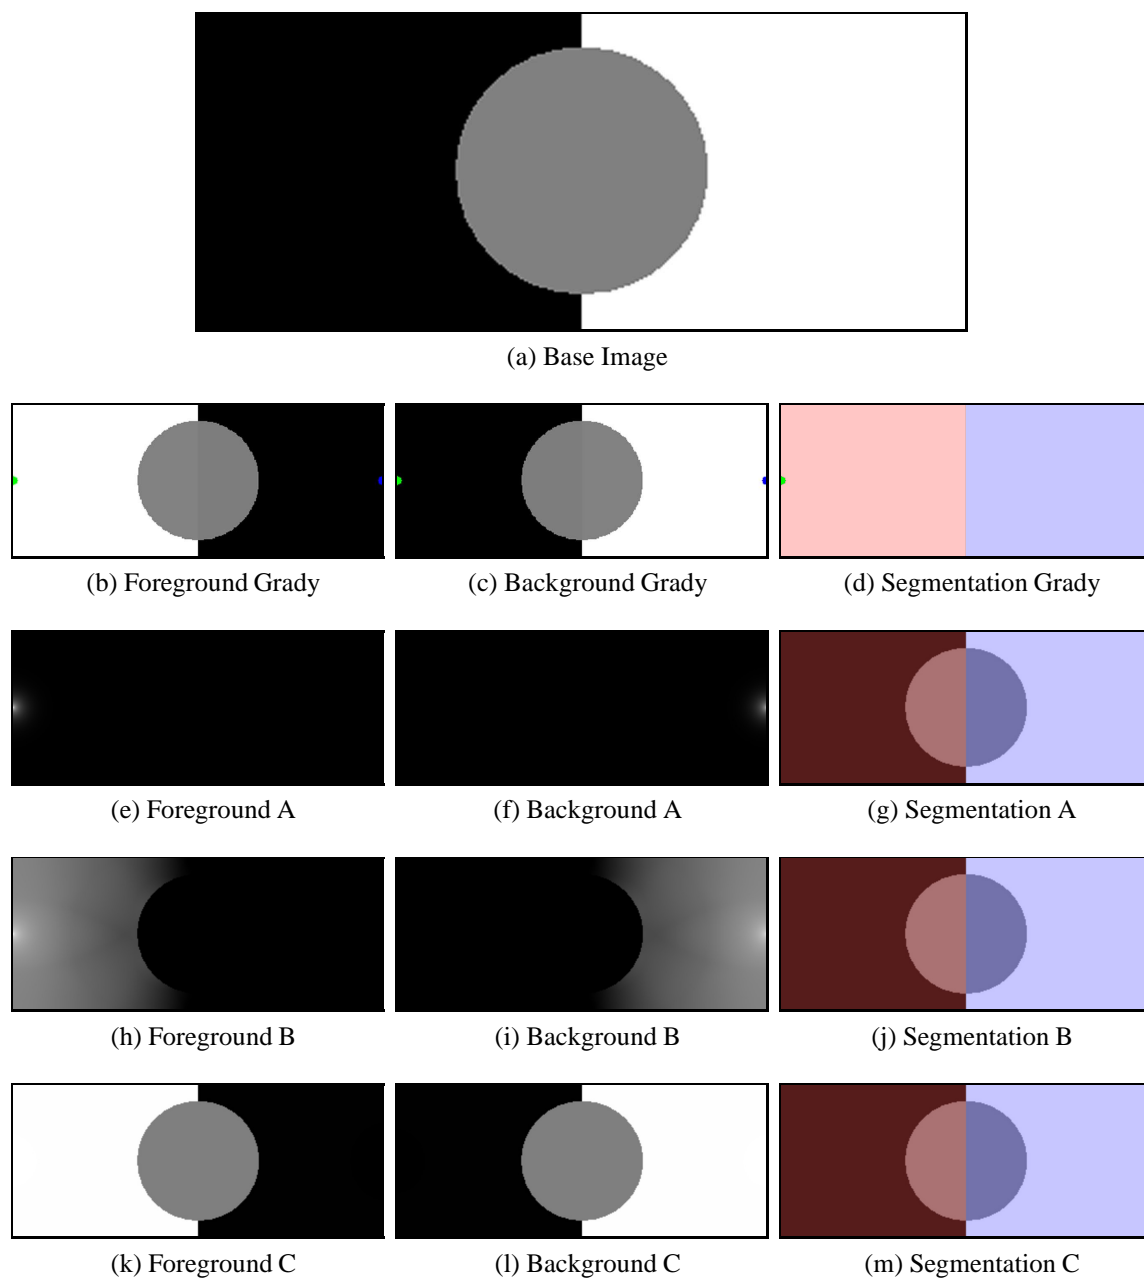 (a) Base Image
(b) Foreground Grady
(c) Background Grady
(d) Segmentation Grady
(e) Foreground A
(f) Background A
(g) Segmentation A
(h) Foreground B
(i) Background B
(j) Segmentation B
(k) Foreground C
(l) Background C
(m) Segmentation C